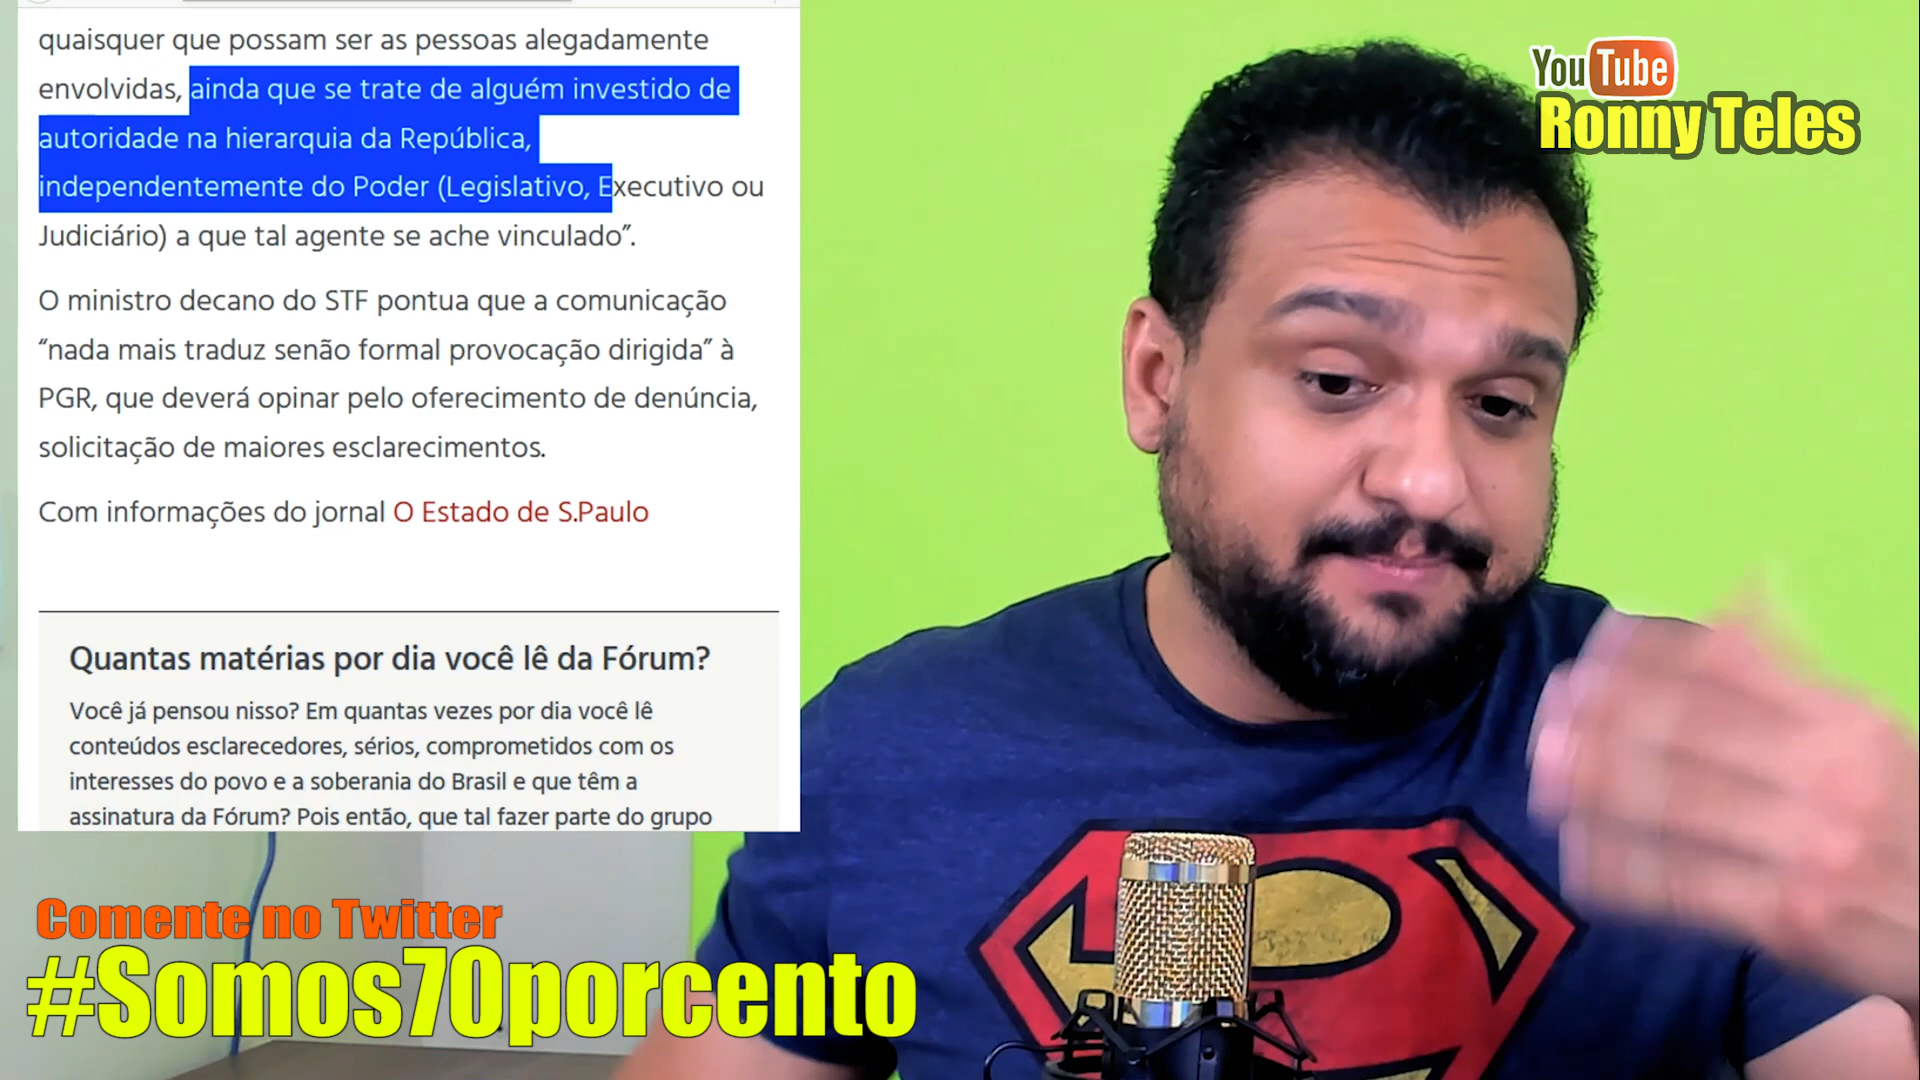 quaisquer que possam ser as pessoas alegadamente
envolvidas, ainda que se trate de alguém investido de
autoridade na hierarquia da República,
independentemente do Poder (Legislativo, Executivo ou
Judiciário) a que tal agente se ache vinculado”.
O ministro decano do STF pontua que a comunicação
“nada mais traduz senão formal provocação dirigida” à
PGR, que deverá opinar pelo oferecimento de denúncia,
solicitação de maiores esclarecimentos.
Com informações do jornal O Estado de S.Paulo
Quantas matérias por dia você lê da Fórum?
Você já pensou nisso? Em quantas vezes por dia você lê
conteúdos esclarecedores, sérios, comprometidos com os
interesses do povo e a soberania do Brasil e que têm a
assinatura da Fórum? Pois então, que tal fazer parte do grupo
YouTube
Ronny Teles
Comente no Twitter
#Somos70porcento